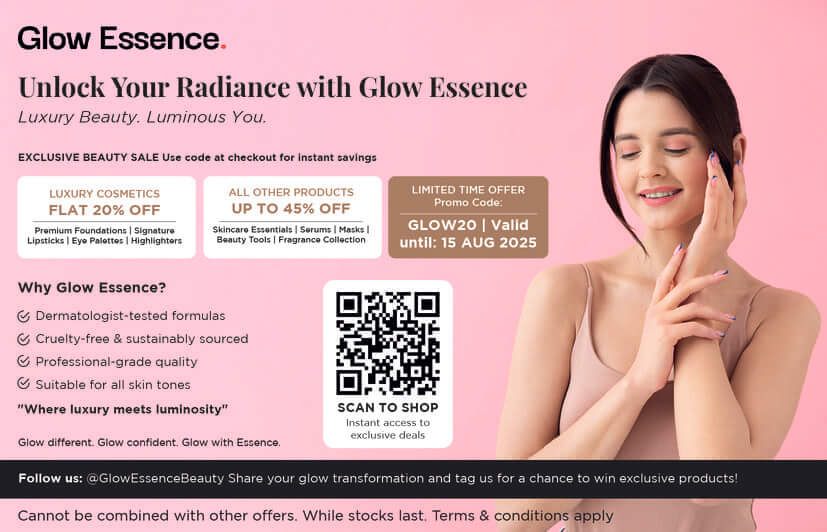 Glow Essence.
Unlock Your Radiance with Glow Essence
Luxury Beauty. Luminous You.
EXCLUSIVE BEAUTY SALE Use code at checkout for instant savings
LUXURY COSMETICS
FLAT 20% OFF
Premium Foundations | Signature
Lipsticks | Eye Palettes | Highlighters
ALL OTHER PRODUCTS
UP TO 45% OFF
Skincare Essentials | Serums | Masks |
Beauty Tools | Fragrance Collection
LIMITED TIME OFFER
Promo Code:
GLOW20 | Valid
until: 15 AUG 2025
Why Glow Essence?
Dermatologist-tested formulas
Cruelty-free & sustainably sourced
Professional-grade quality
Suitable for all skin tones
"Where luxury meets luminosity"
Glow different. Glow confident. Glow with Essence.
SCAN TO SHOP
Instant access to
exclusive deals
Follow us: @GlowEssenceBeauty Share your glow transformation and tag us for a chance to win exclusive products!
Cannot be combined with other offers. While stocks last. Terms & conditions apply